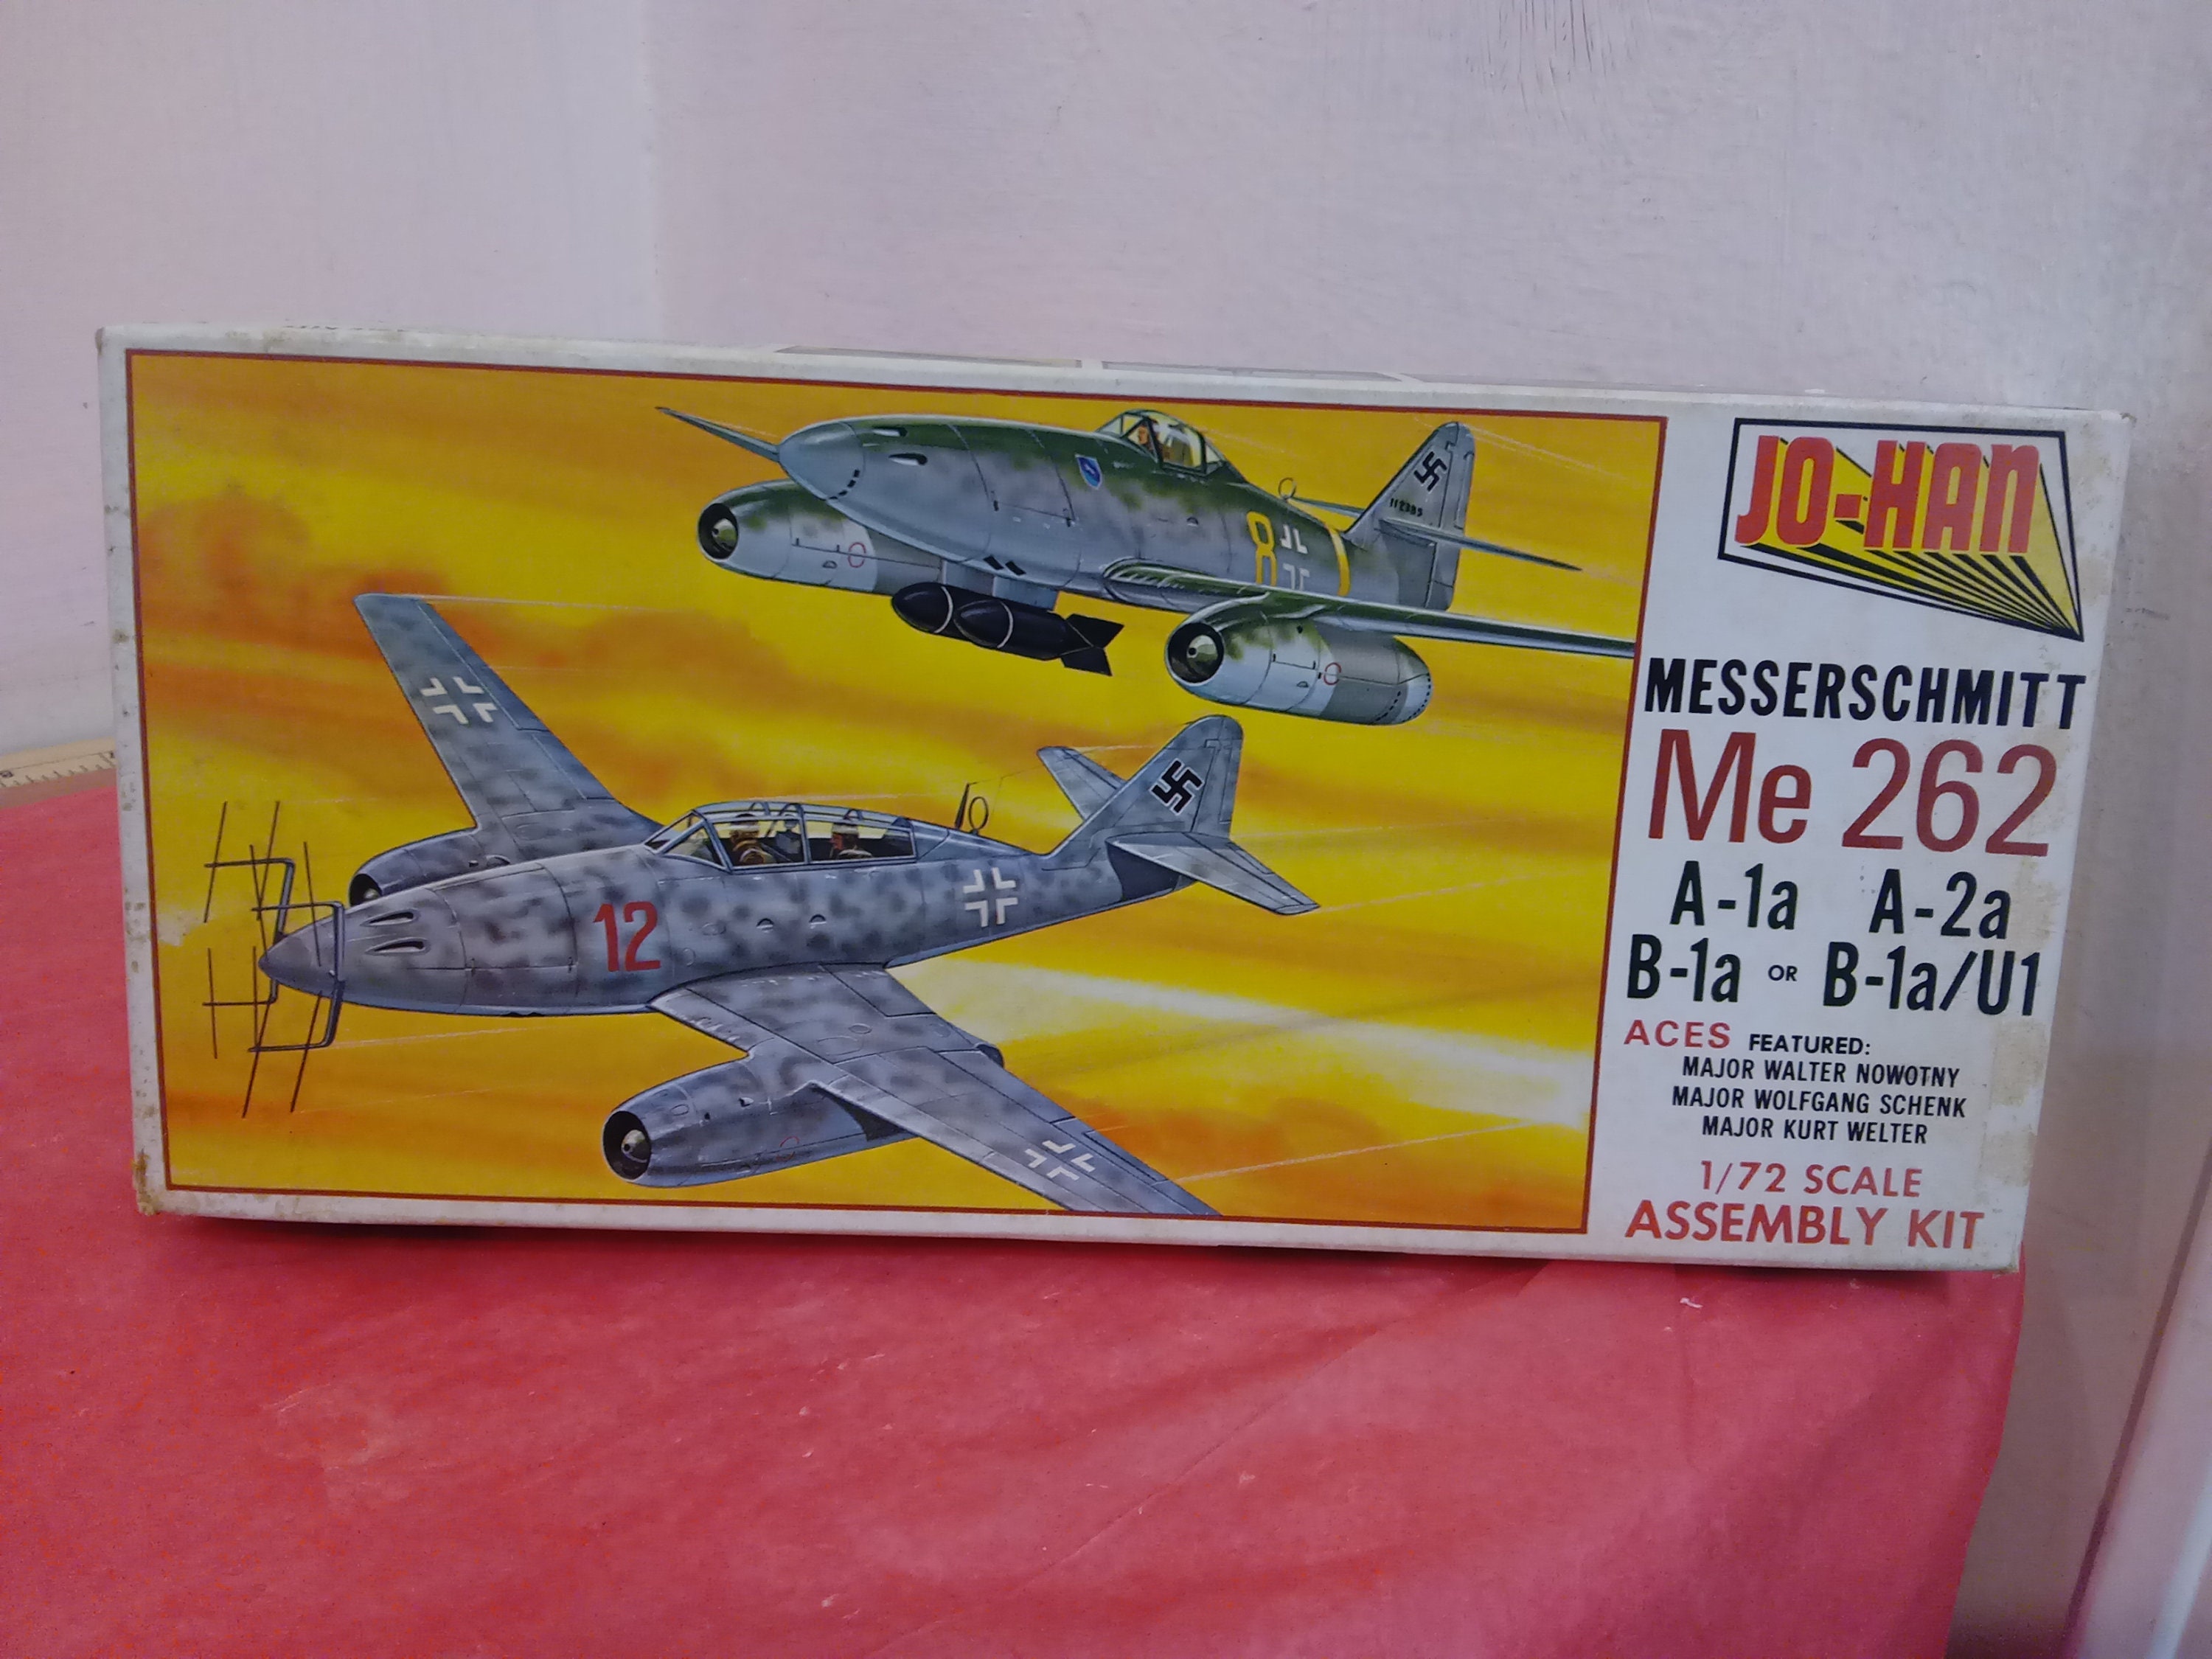 JO-HAN
MESSERSCHMITT
Me 262
A-1a A-2a
B-1a OR B-1a/U1
ACES FEATURED:
MAJOR WALTER NOWOTNY
MAJOR WOLFGANG SCHENK
MAJOR KURT WELTER
1/72 SCALE
ASSEMBLY KIT
8
112385
12